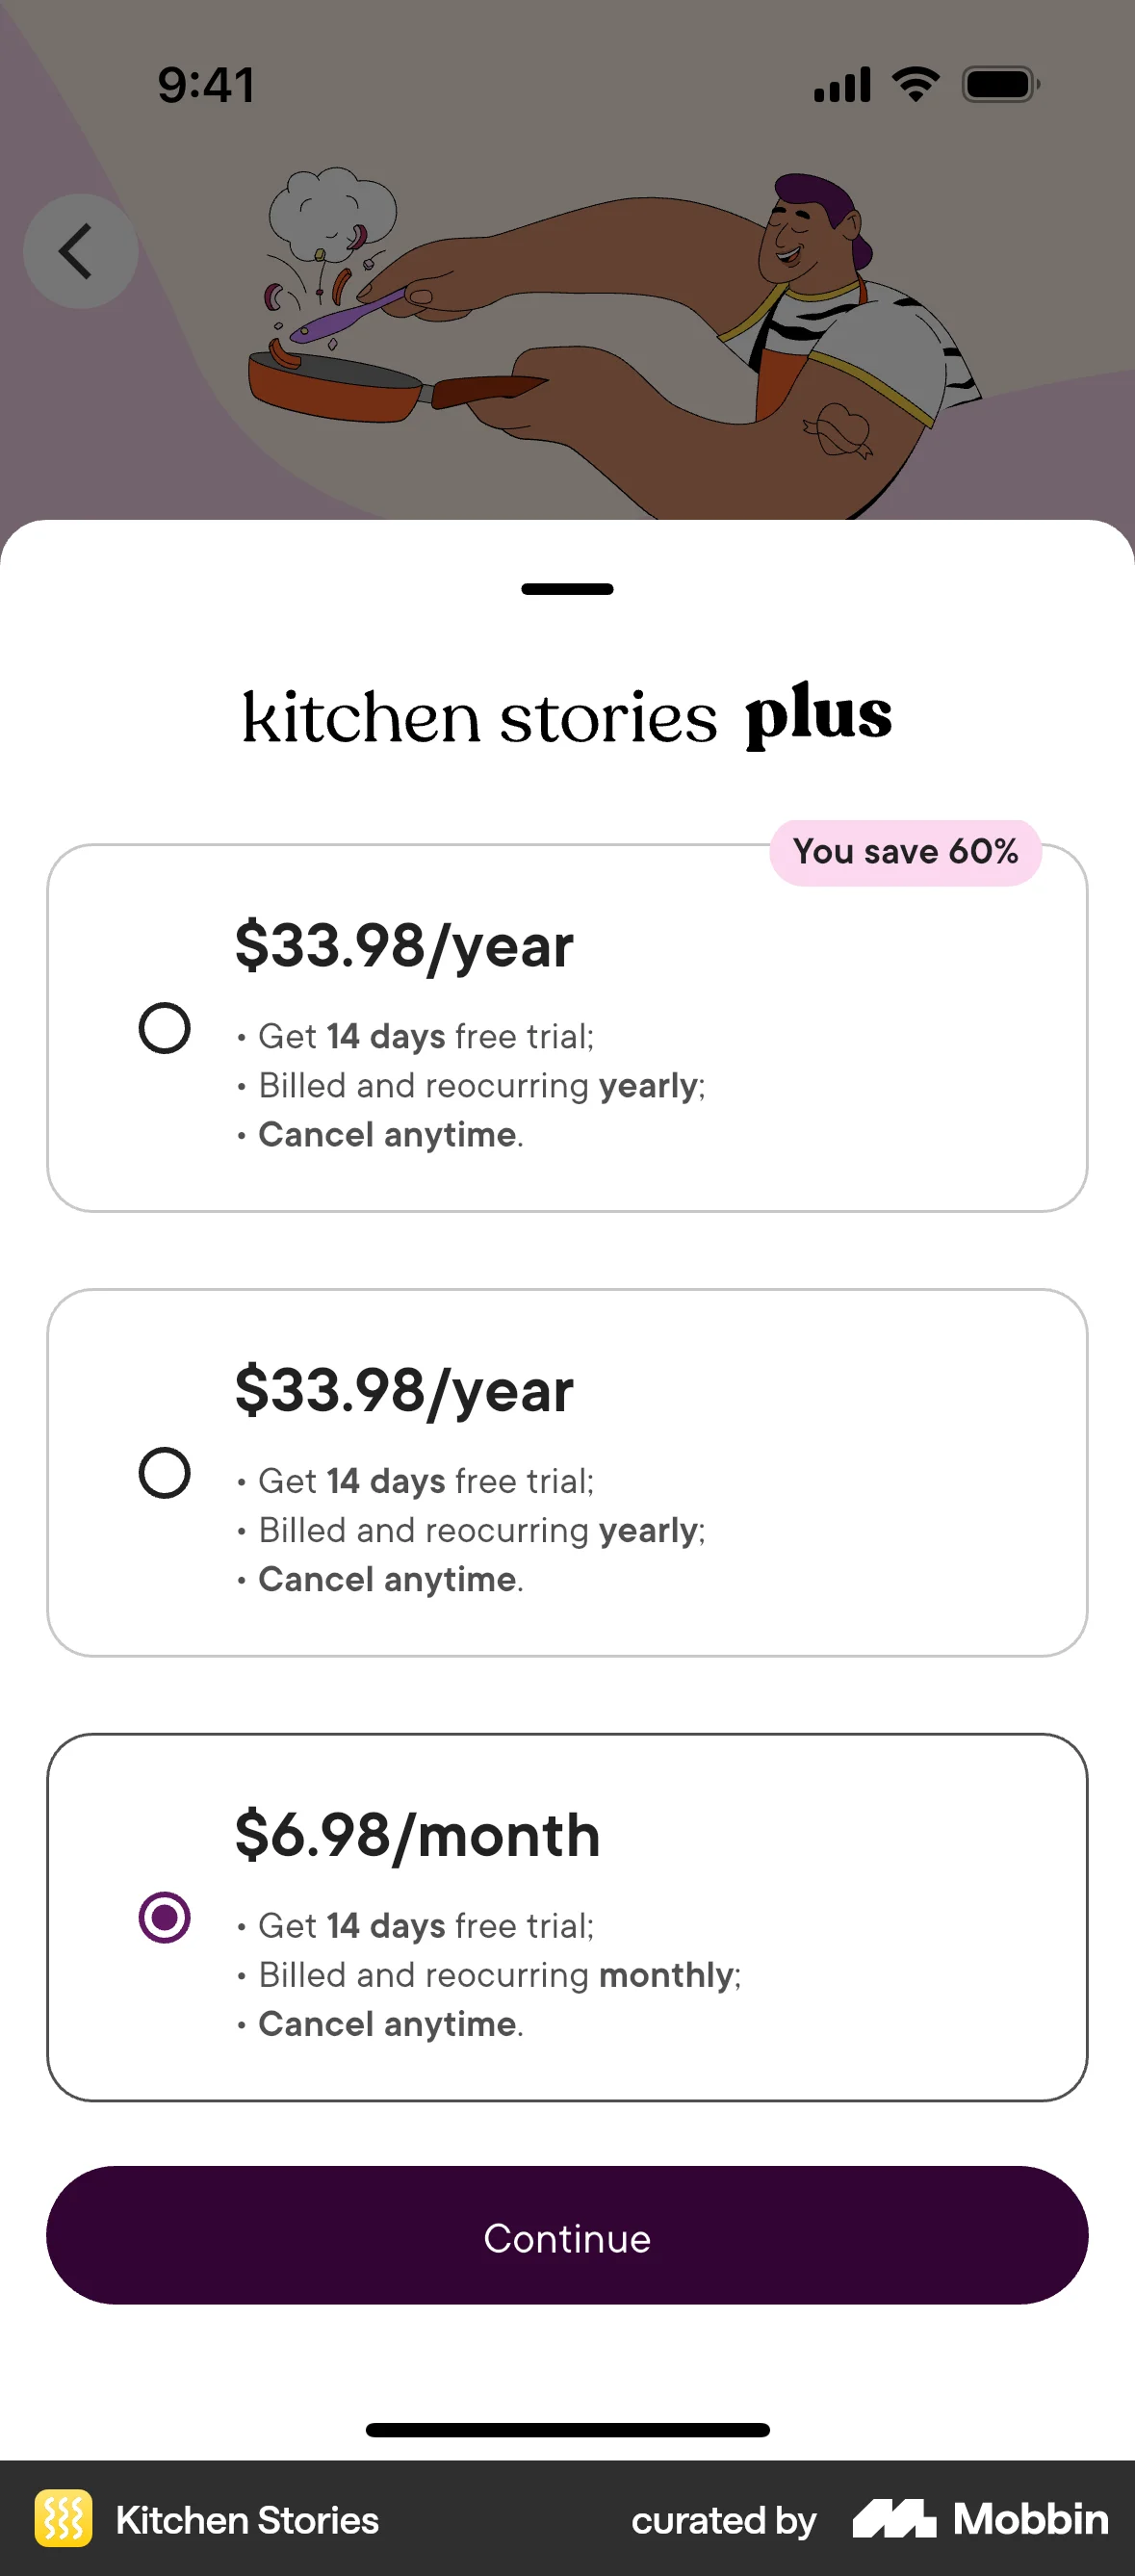 9:41
kitchen stories plus
You save 60%
$33.98/year
• Get 14 days free trial;
• Billed and reocurring yearly;
• Cancel anytime.
$33.98/year
• Get 14 days free trial;
• Billed and reocurring yearly;
• Cancel anytime.
$6.98/month
• Get 14 days free trial;
• Billed and reocurring monthly;
• Cancel anytime.
Continue
Kitchen Stories curated by Mobbin